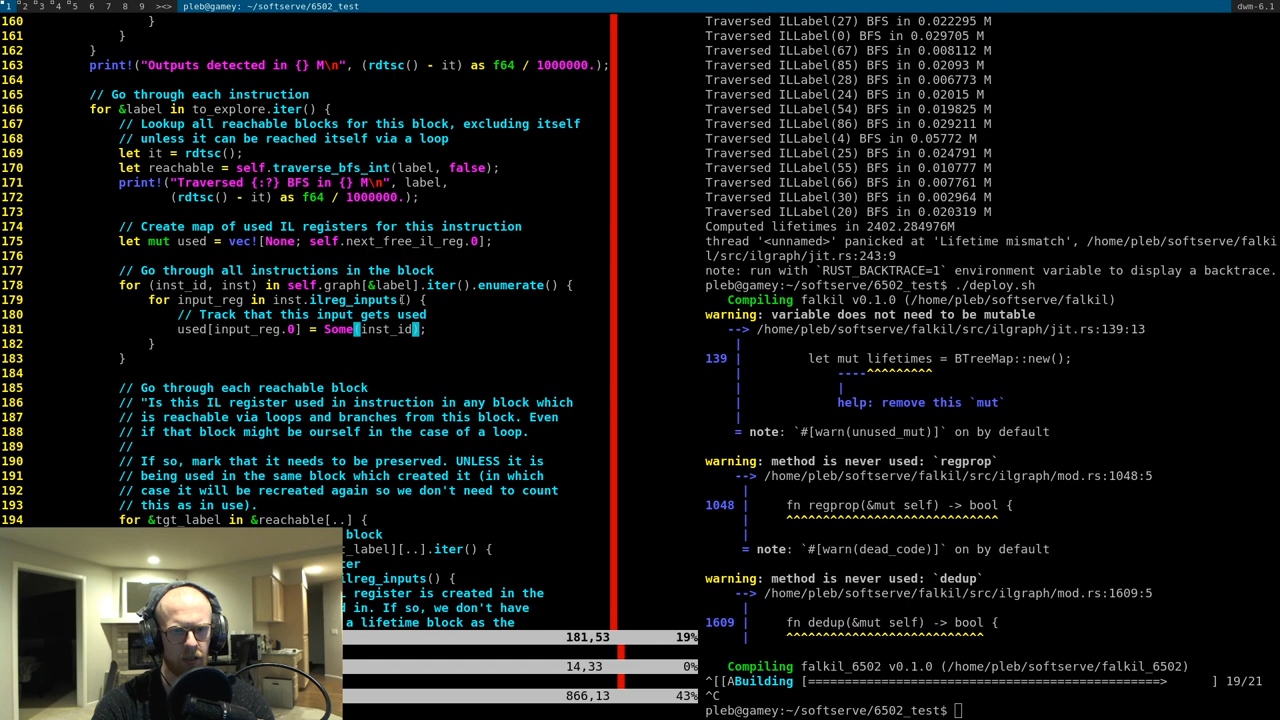 1 2 3 4 5 6 7 8 9 ><> pleb@gamey: ~/softserve/6502_test dwm-6.1
160 }
161 }
162 }
163 print!("Outputs detected in {} M\n", (rdtsc() - it) as f64 / 1000000.);
164
165 // Go through each instruction
166 for &label in to_explore.iter() {
167 // Lookup all reachable blocks for this block, excluding itself
168 // unless it can be reached itself via a loop
169 let it = rdtsc();
170 let reachable = self.traverse_bfs_int(label, false);
171 print!("Traversed {:?} BFS in {} M\n", label,
172 (rdtsc() - it) as f64 / 1000000.);
173
174 // Create map of used IL registers for this instruction
175 let mut used = vec![None; self.next_free_il_reg.0];
176
177 // Go through all instructions in the block
178 for (inst_id, inst) in self.graph[&label].iter().enumerate() {
179 for input_reg in inst.ilreg_inputs() {
180 // Track that this input gets used
181 used[input_reg.0] = Some(inst_id);
182 }
183 }
184
185 // Go through each reachable block
186 // "Is this IL register used in instruction in any block which
187 // is reachable via loops and branches from this block. Even
188 // if that block might be ourself in the case of a loop.
189 //
190 // If so, mark that it needs to be preserved. UNLESS it is
191 // being used in the same block which created it (in which
192 // case it will be recreated again so we don't need to count
193 // this as in use).
194 for &tgt_label in &reachable[..] {
block
t_label][..].iter() {
ter
ilreg_inputs() {
register is created in the
d in. If so, we don't have
a lifetime block as the
181,53 19%
14,33 0%
866,13 43%
Traversed ILLabel(27) BFS in 0.022295 M
Traversed ILLabel(0) BFS in 0.029705 M
Traversed ILLabel(67) BFS in 0.008112 M
Traversed ILLabel(85) BFS in 0.02093 M
Traversed ILLabel(28) BFS in 0.006773 M
Traversed ILLabel(24) BFS in 0.02015 M
Traversed ILLabel(54) BFS in 0.019825 M
Traversed ILLabel(86) BFS in 0.029211 M
Traversed ILLabel(4) BFS in 0.05772 M
Traversed ILLabel(25) BFS in 0.024791 M
Traversed ILLabel(55) BFS in 0.010777 M
Traversed ILLabel(66) BFS in 0.007761 M
Traversed ILLabel(30) BFS in 0.002964 M
Traversed ILLabel(20) BFS in 0.020319 M
Computed lifetimes in 2402.284976M
thread '<unnamed>' panicked at 'Lifetime mismatch', /home/pleb/softserve/falki
l/src/ilgraph/jit.rs:243:9
note: run with `RUST_BACKTRACE=1` environment variable to display a backtrace.
pleb@gamey:~/softserve/6502_test$ ./deploy.sh
Compiling falkil v0.1.0 (/home/pleb/softserve/falkil)
warning: variable does not need to be mutable
--> /home/pleb/softserve/falkil/src/ilgraph/jit.rs:139:13
|
139 | let mut lifetimes = BTreeMap::new();
| ----^^^^^^^^^
| |
| help: remove this `mut`
|
= note: `#[warn(unused_mut)]` on by default
warning: method is never used: `regprop`
--> /home/pleb/softserve/falkil/src/ilgraph/mod.rs:1048:5
|
1048 | fn regprop(&mut self) -> bool {
| ^^^^^^^^^^^^^^^^^^^^^^^^^^^^^
|
= note: `#[warn(dead_code)]` on by default
warning: method is never used: `dedup`
--> /home/pleb/softserve/falkil/src/ilgraph/mod.rs:1609:5
|
1609 | fn dedup(&mut self) -> bool {
| ^^^^^^^^^^^^^^^^^^^^^^^^^^^
Compiling falkil_6502 v0.1.0 (/home/pleb/softserve/falkil_6502)
^[[ABuilding [===================================================> ] 19/21
^C
pleb@gamey:~/softserve/6502_test$